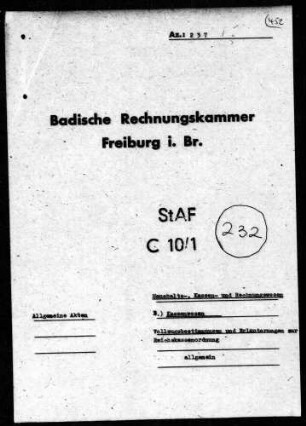 452
Az.: 237
Badische Rechnungskammer
Freiburg i. Br.
StAF
C 10/1
232
Haushalts-, Kassen- und Rechnungswesen
Allgemeine Akten
B.) Kassenwesen
Vollzugsbestimmungen und Erläuterungen zur
Reichskassenordnung
allgemein